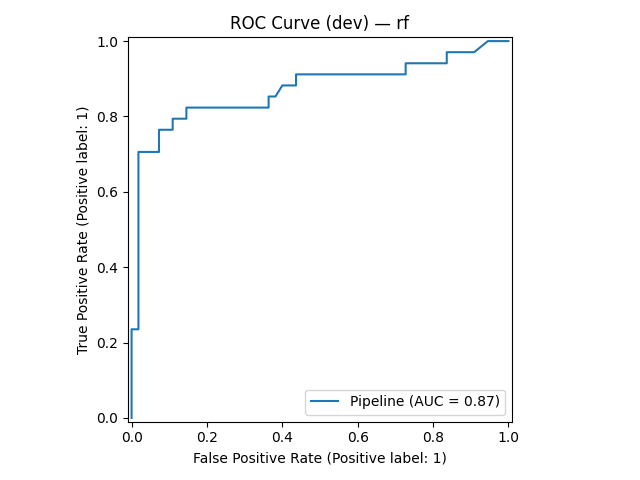 ROC Curve (dev) — rf
True Positive Rate (Positive label: 1)
1.0
0.8
0.6
0.4
0.2
0.0
Pipeline (AUC = 0.87)
0.0 0.2 0.4 0.6 0.8 1.0
False Positive Rate (Positive label: 1)